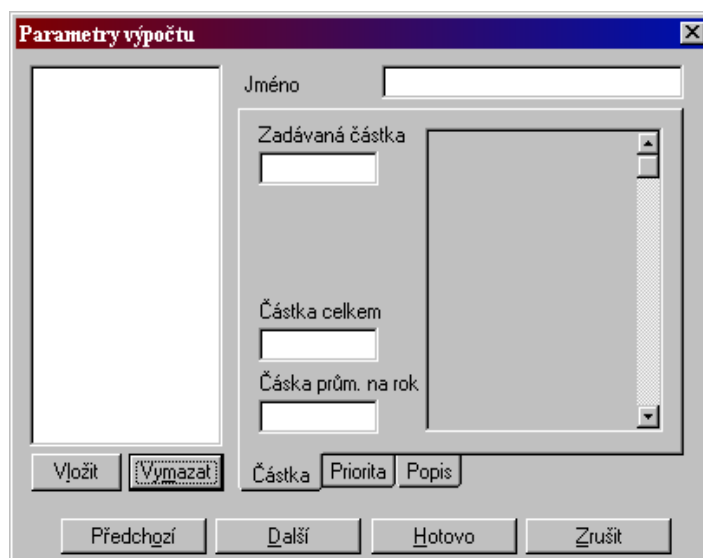 Parametry výpočtu
Jméno
Zadávaná částka
Částka celkem
Čáska prům. na rok
Vložit Vymazat
Částka Priorita Popis
Předchozí Další Hotovo Zrušit